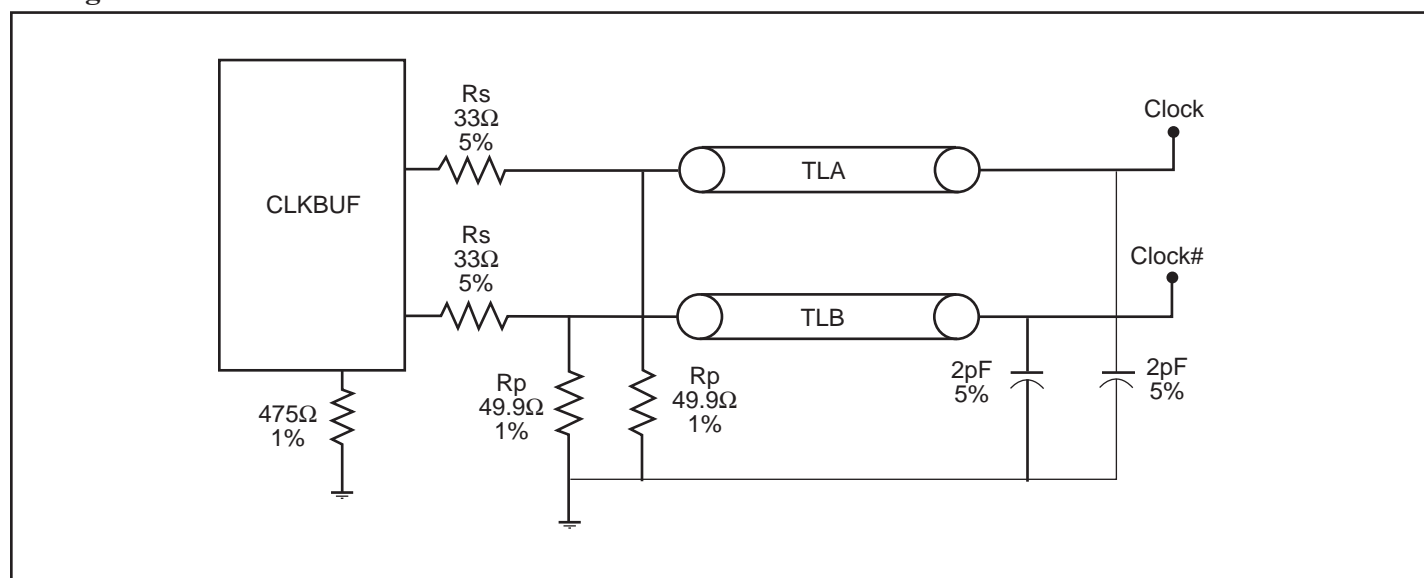 Rs
33Ω
5%
Clock
TLA
CLKBUF
Rs
33Ω
5%
Clock#
TLB
Rp
49.9Ω
1%
Rp
49.9Ω
1%
2pF
5%
2pF
5%
475Ω
1%